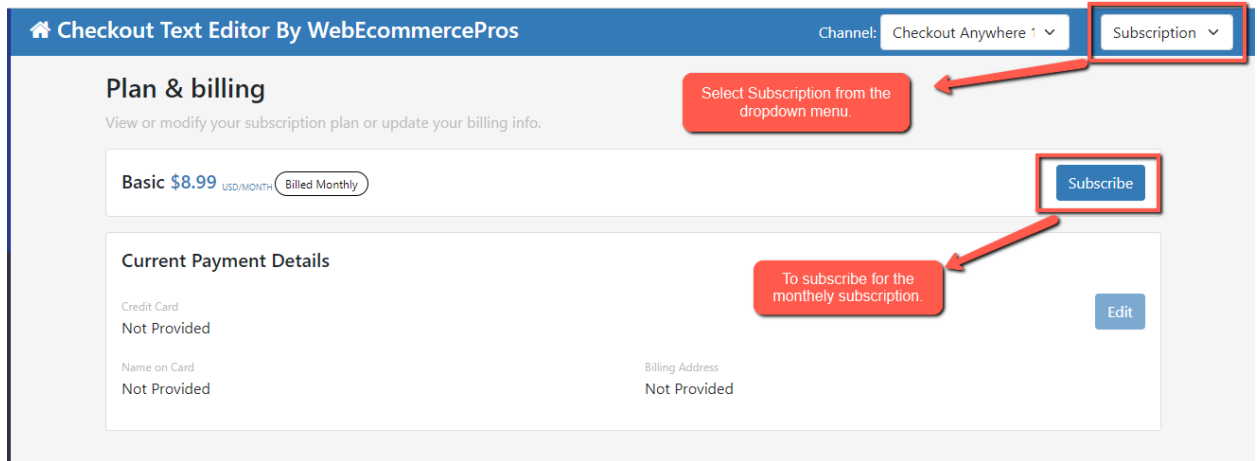 Checkout Text Editor By WebEcommercePros
Channel: Checkout Anywhere 1
Subscription
Plan & billing
View or modify your subscription plan or update your billing info.
Select Subscription from the
dropdown menu.
Basic $8.99 USD/MONTH Billed Monthly
Subscribe
Current Payment Details
To subscribe for the
monthely subscription.
Credit Card
Not Provided
Edit
Name on Card
Not Provided
Billing Address
Not Provided